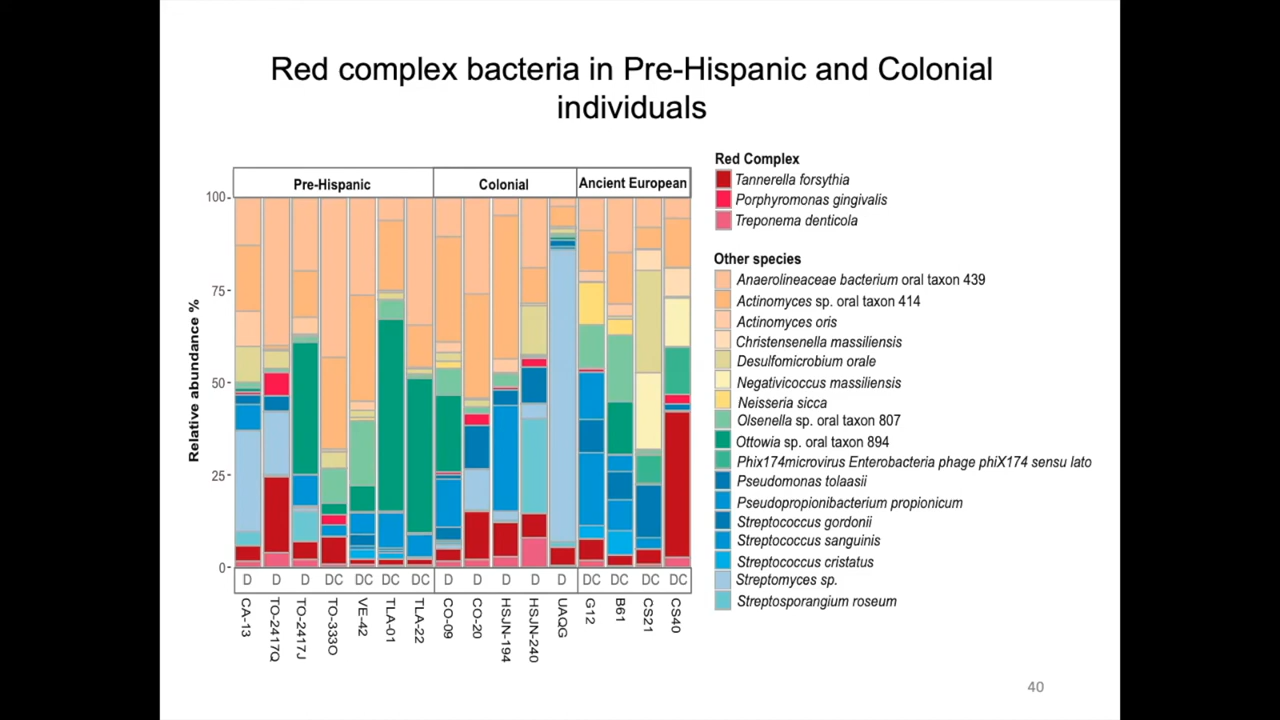 Red complex bacteria in Pre-Hispanic and Colonial
individuals
Pre-Hispanic
Colonial
Ancient European
Relative abundance %
100
75
50
25
0
D D D DC DC DC DC D D D D D DC DC DC DC
CA-13
TO-2417Q
TO-2417J
TO-333O
VE-42
TLA-01
TLA-22
CO-09
CO-20
HSJN-194
HSJN-240
UAQG
G12
B61
CS21
CS40
Red Complex
Tannerella forsythia
Porphyromonas gingivalis
Treponema denticola
Other species
Anaerolineaceae bacterium oral taxon 439
Actinomyces sp. oral taxon 414
Actinomyces oris
Christensenella massiliensis
Desulfomicrobium orale
Negativicoccus massiliensis
Neisseria sicca
Olsenella sp. oral taxon 807
Ottowia sp. oral taxon 894
Phix174microvirus Enterobacteria phage phiX174 sensu lato
Pseudomonas tolaasii
Pseudopropionibacterium propionicum
Streptococcus gordonii
Streptococcus sanguinis
Streptococcus cristatus
Streptomyces sp.
Streptosporangium roseum
40